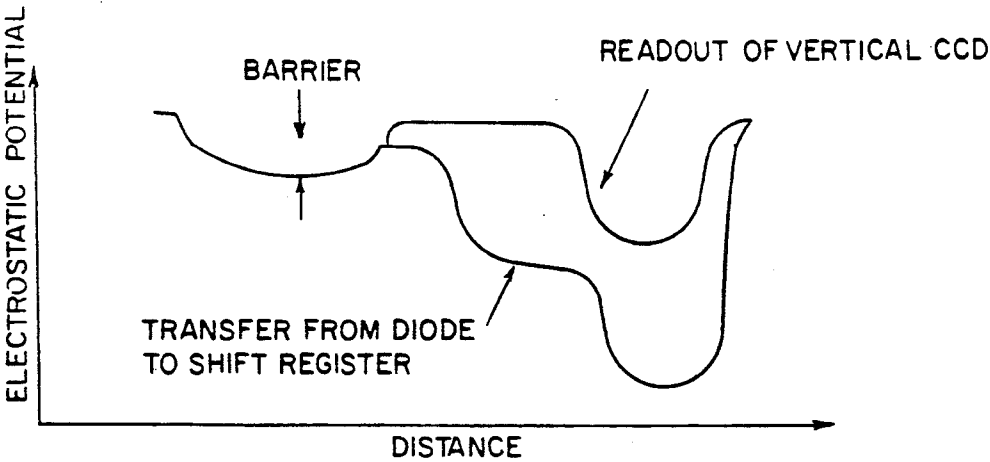 READOUT OF VERTICAL CCD
BARRIER
ELECTROSTATIC POTENTIAL
TRANSFER FROM DIODE
TO SHIFT REGISTER
DISTANCE